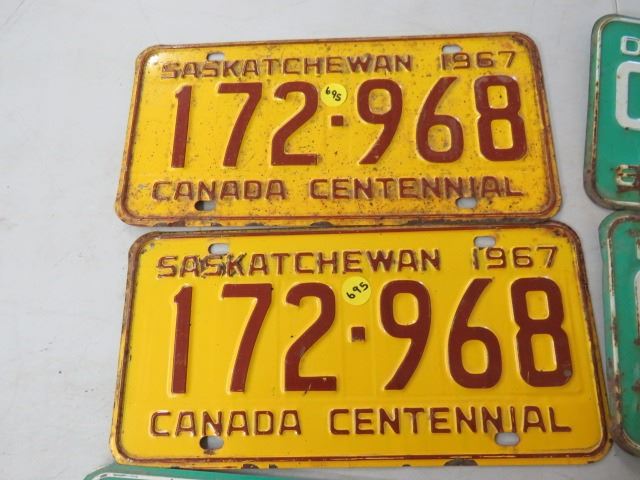 SASKATCHEWAN 1967
172·968
695
CANADA CENTENNIAL
SASKATCHEWAN 1967
172·968
695
CANADA CENTENNIAL